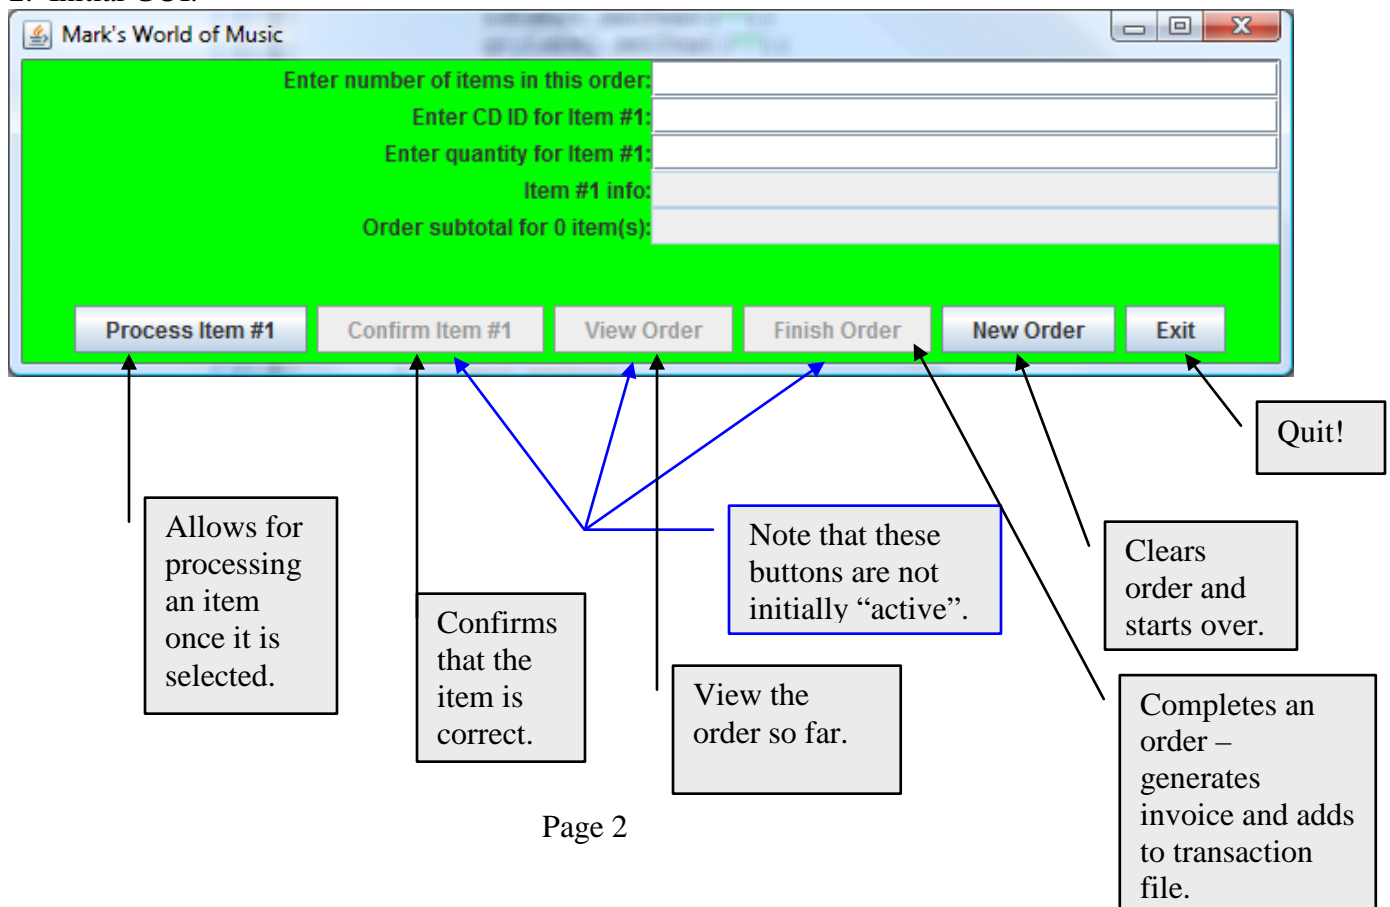 Mark's World of Music
Enter number of items in this order:
Enter CD ID for Item #1:
Enter quantity for Item #1:
Item #1 info:
Order subtotal for 0 item(s):
Process Item #1
Confirm Item #1
View Order
Finish Order
New Order
Exit
Quit!
Allows for
processing
an item
once it is
selected.
Confirms
that the
item is
correct.
Note that these
buttons are not
initially “active”.
View the
order so far.
Clears
order and
starts over.
Completes an
order –
generates
invoice and adds
to transaction
file.
Page 2